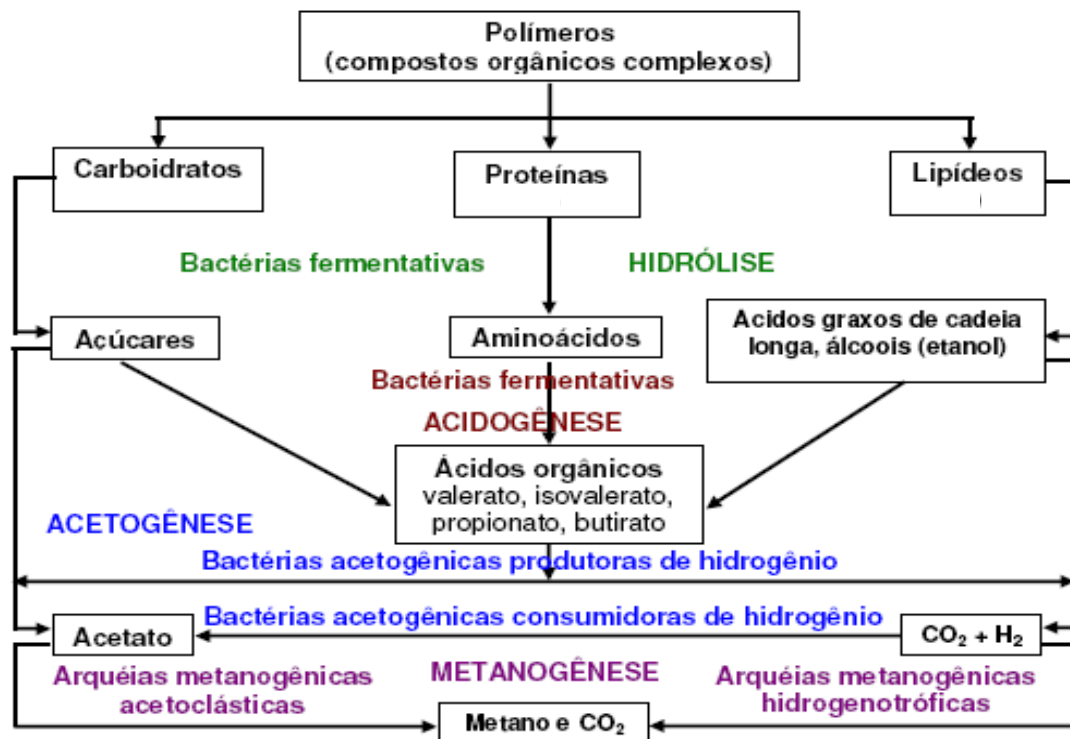 Polímeros
(compostos orgânicos complexos)
Carboidratos
Proteínas
Lipídeos
Bactérias fermentativas
HIDRÓLISE
Açúcares
Aminoácidos
Acidos graxos de cadeia
longa, álcoois (etanol)
Bactérias fermentativas
ACIDOGÊNESE
Ácidos orgânicos
valerato, isovalerato,
propionato, butirato
ACETOGÊNESE
Bactérias acetogênicas produtoras de hidrogênio
Bactérias acetogênicas consumidoras de hidrogênio
Acetato
CO₂ + H₂
Arquéias metanogênicas
acetoclásticas
METANOGÊNESE
Arquéias metanogênicas
hidrogenotróficas
Metano e CO₂